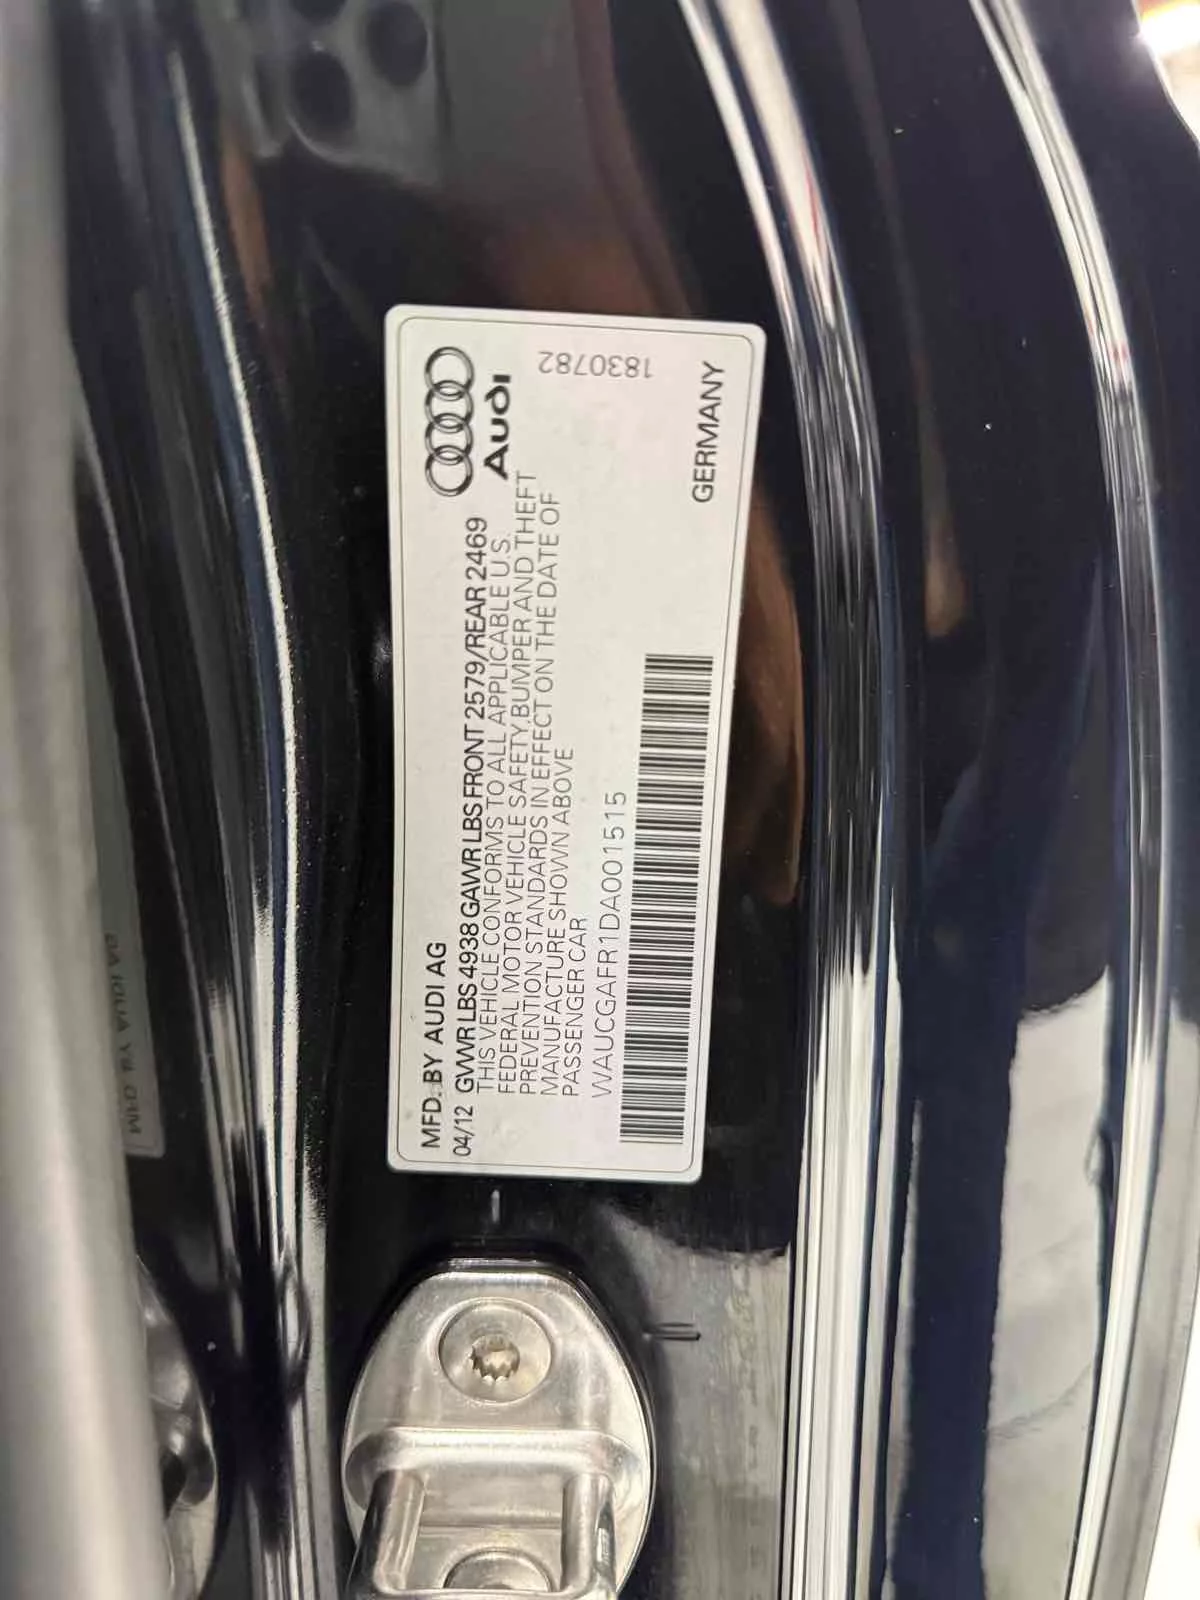 MFD. BY AUDI AG
04/12 GVWR LBS 4938 GAWR LBS FRONT 2579/REAR 2469
THIS VEHICLE CONFORMS TO ALL APPLICABLE U.S.
FEDERAL MOTOR VEHICLE SAFETY, BUMPER AND THEFT
PREVENTION STANDARDS IN EFFECT ON THE DATE OF
MANUFACTURE SHOWN ABOVE
PASSENGER CAR
WAUCGAFR1DA001515
Audi
1830782
GERMANY